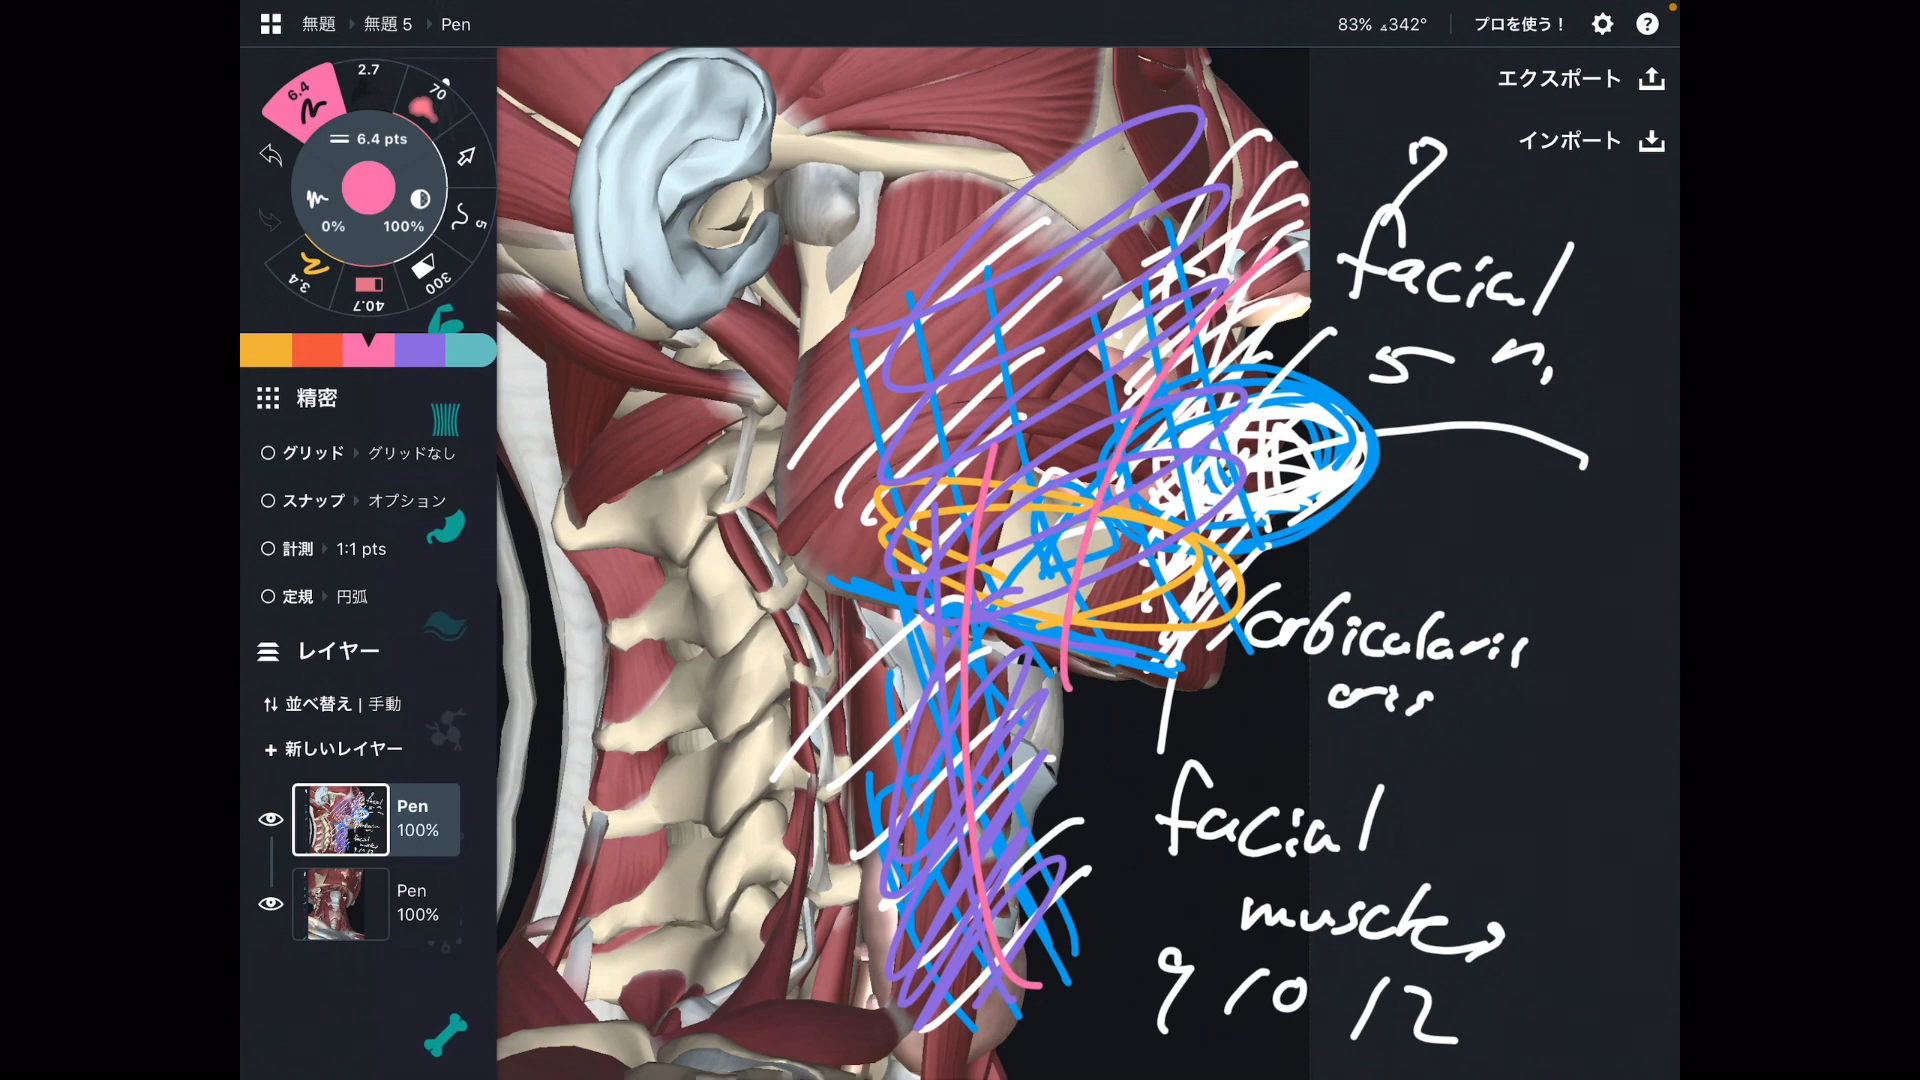 無題 無題 5 Pen
83% 342° プロを使う！
エクスポート
インポート
2.7
70
5
300
40.7
3.4
6.4
6.4 pts
0% 100%
精密
グリッド グリッドなし
スナップ オプション
計測 1:1 pts
定規 円弧
レイヤー
並べ替え | 手動
+ 新しいレイヤー
Pen
100%
Pen
100%
7
facial
5 n.
orbicularis
oris
facial
muscles
9 10 12